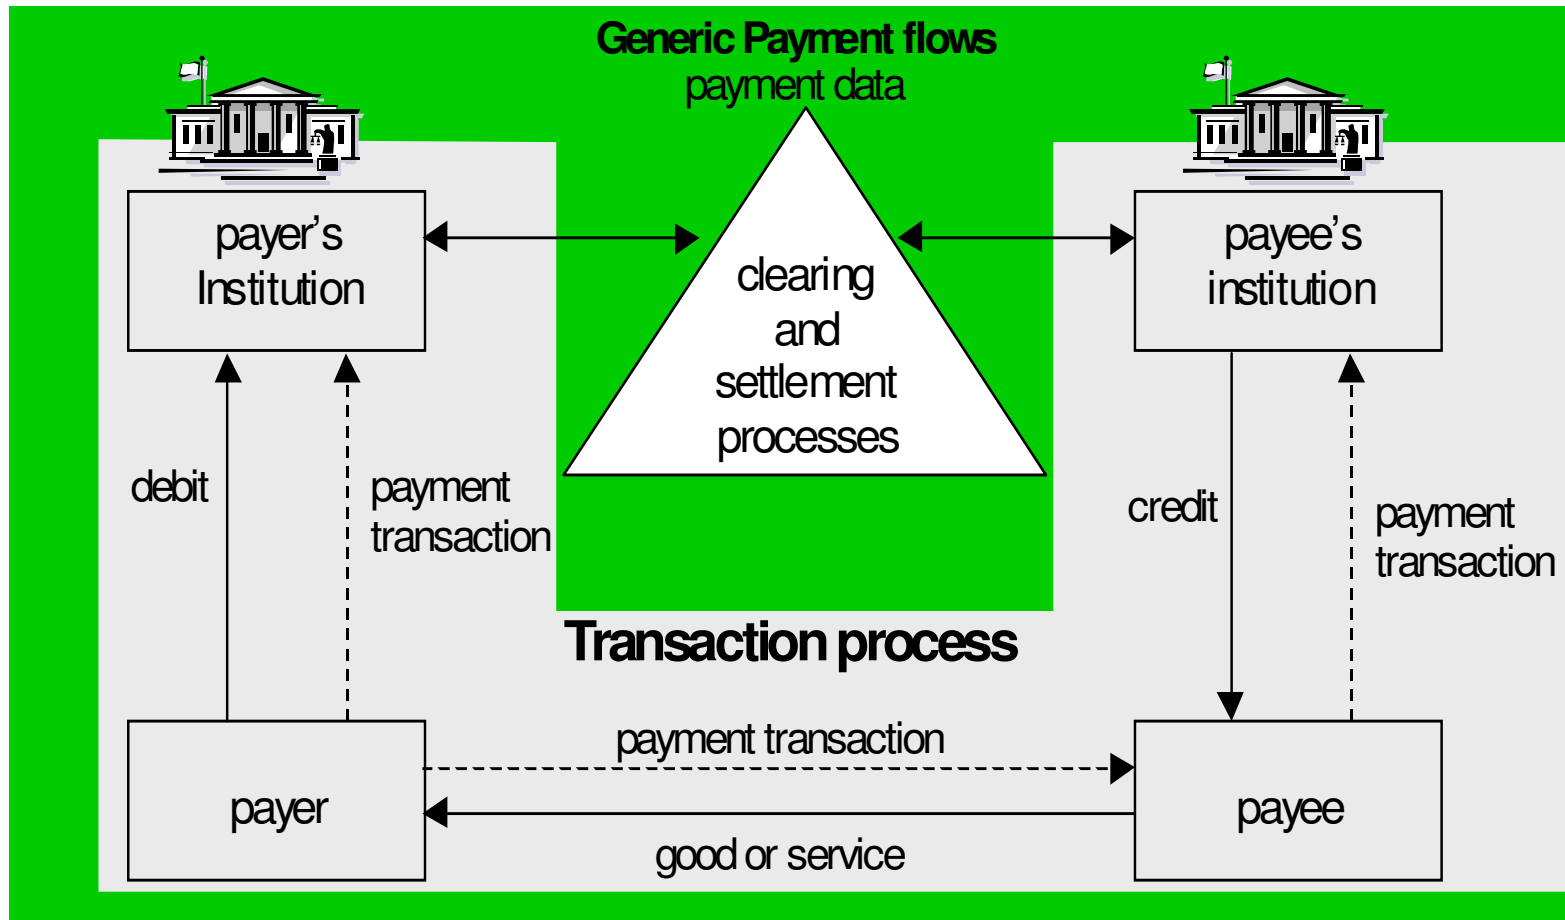 Generic Payment flows
payment data
payer's
Institution
clearing
and
settlement
processes
payee's
institution
debit
payment
transaction
credit
payment
transaction
Transaction process
payment transaction
payer
payee
good or service